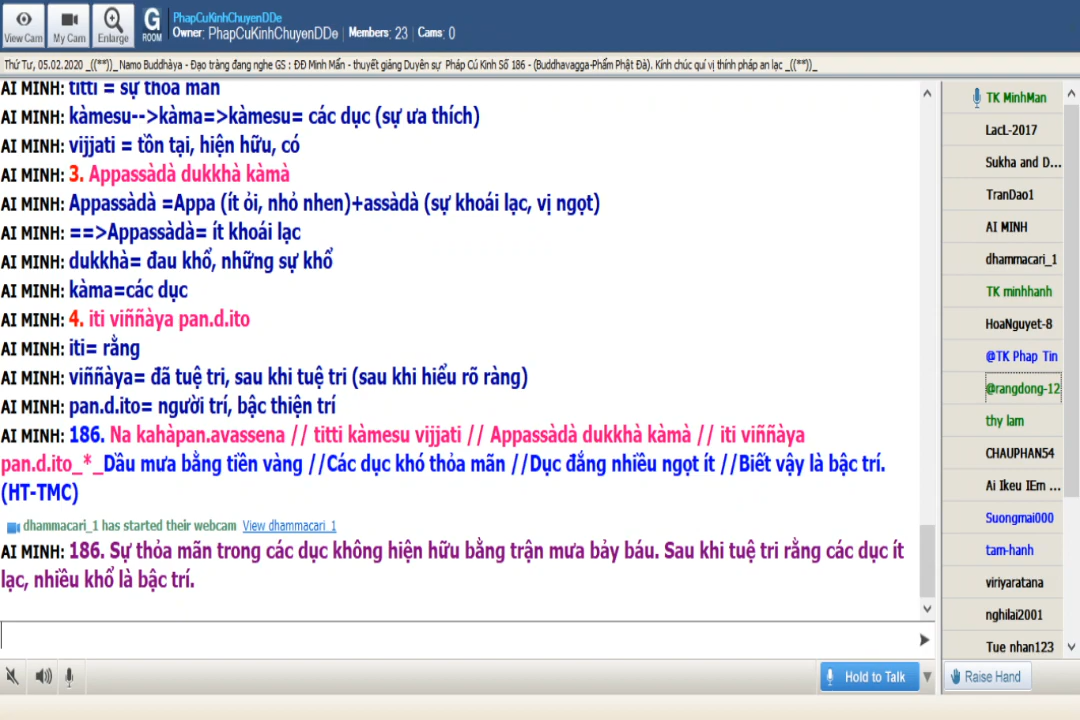 View Cam
My Cam
Enlarge
G
ROOM
PhapCuKinhChuyenDDe
Owner: PhapCuKinhChuyenDDe Members: 23 Cams: 0
Thứ Tư, 05.02.2020 _((**))_ Namo Buddhàya - Đạo tràng đang nghe GS : ĐĐ Minh Mẩn - thuyết giảng Duyên sự Pháp Cú Kinh Số 186 - (Buddhavagga-Phẩm Phật Đà). Kính chúc quí vị thính pháp an lạc _((**))_
AI MINH: titti = sự thỏa mãn
AI MINH: kàmesu-->kàma=>kàmesu= các dục (sự ưa thích)
AI MINH: vijjati = tồn tại, hiện hữu, có
AI MINH: 3. Appassàdà dukkhà kàmà
AI MINH: Appassàdà =Appa (ít ỏi, nhỏ nhen)+assàdà (sự khoái lạc, vị ngọt)
AI MINH: ==>Appassàdà= ít khoái lạc
AI MINH: dukkhà= đau khổ, những sự khổ
AI MINH: kàma=các dục
AI MINH: 4. iti viññàya pan.d.ito
AI MINH: iti= rằng
AI MINH: viññàya= đã tuệ tri, sau khi tuệ tri (sau khi hiểu rõ ràng)
AI MINH: pan.d.ito= người trí, bậc thiện trí
AI MINH: 186. Na kahàpan.avassena // titti kàmesu vijjati // Appassàdà dukkhà kàmà // iti viññàya
pan.d.ito_*_Dầu mưa bằng tiền vàng //Các dục khó thỏa mãn //Dục đắng nhiều ngọt ít //Biết vậy là bậc trí.
(HT-TMC)
dhammacari_1 has started their webcam View dhammacari_1
AI MINH: 186. Sự thỏa mãn trong các dục không hiện hữu bằng trận mưa bảy báu. Sau khi tuệ tri rằng các dục ít
lạc, nhiều khổ là bậc trí.
TK MinhMan
LacL-2017
Sukha and D...
TranDao1
AI MINH
dhammacari_1
TK minhhanh
HoaNguyet-8
@TK Phap Tin
@rangdong-12
thy lam
CHAUPHAN54
Ai Ikeu IEm ...
Suongmai000
tam-hanh
viriyaratana
nghilai2001
Tue nhan123
Hold to Talk
Raise Hand